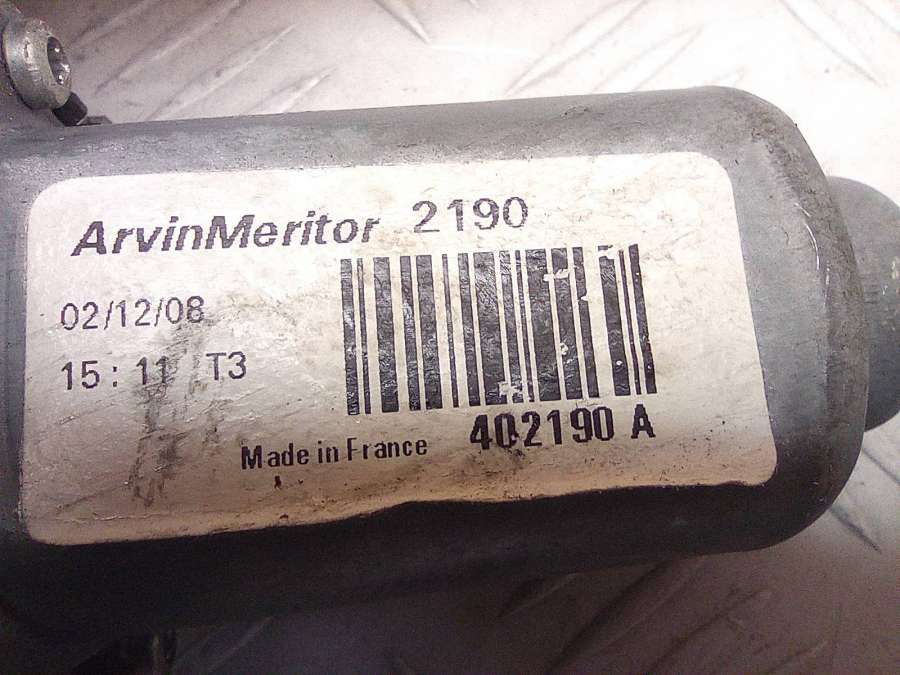 ArvinMeritor 2190
02/12/08
15:11 T3
Made in France
402190 A